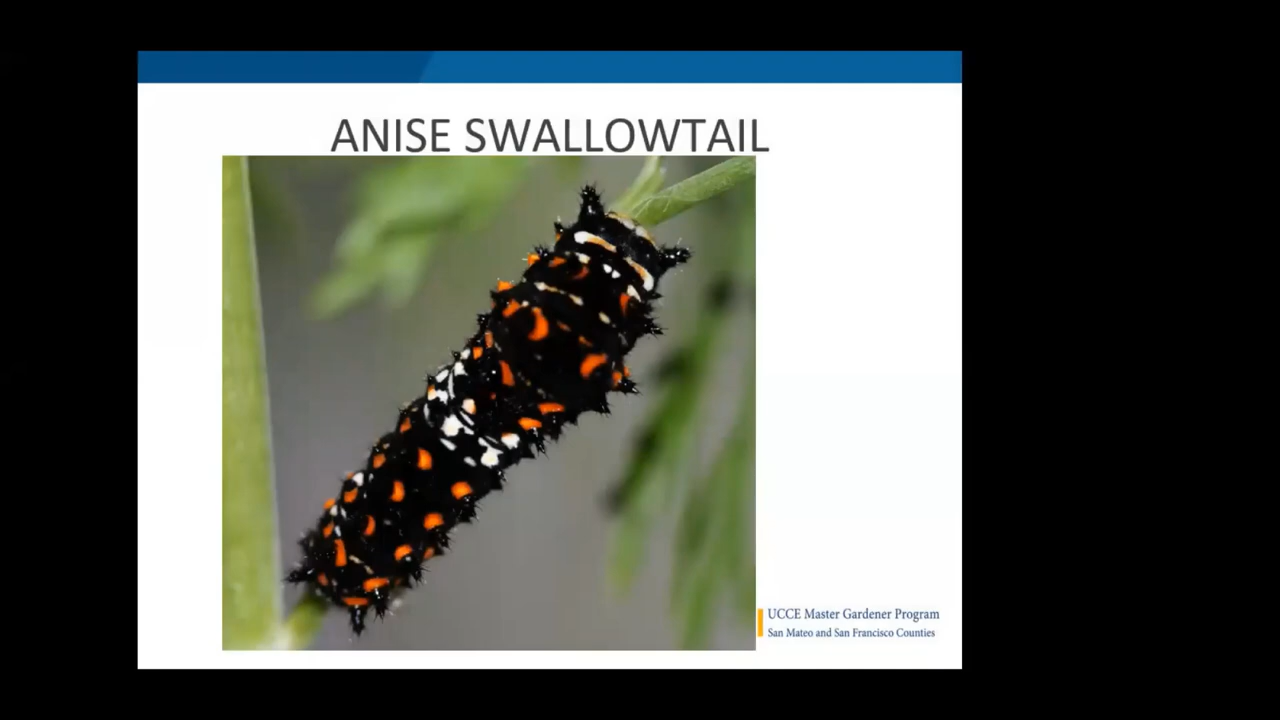 ANISE SWALLOWTAIL
UCCE Master Gardener Program
San Mateo and San Francisco Counties